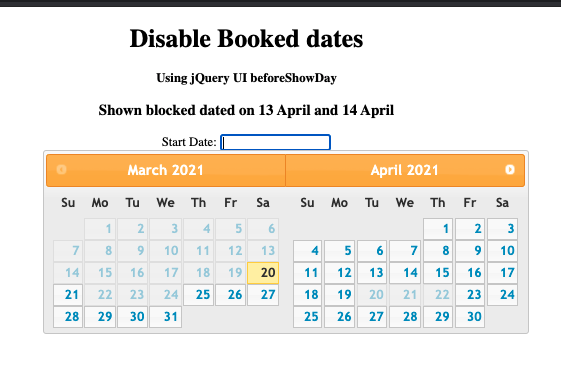 Disable Booked dates
Using jQuery UI beforeShowDay
Shown blocked dated on 13 April and 14 April
Start Date:
March 2021 April 2021
Su Mo Tu We Th Fr Sa Su Mo Tu We Th Fr Sa
1 2 3 4 5 6 1 2 3
7 8 9 10 11 12 13 4 5 6 7 8 9 10
14 15 16 17 18 19 20 11 12 13 14 15 16 17
21 22 23 24 25 26 27 18 19 20 21 22 23 24
28 29 30 31 25 26 27 28 29 30